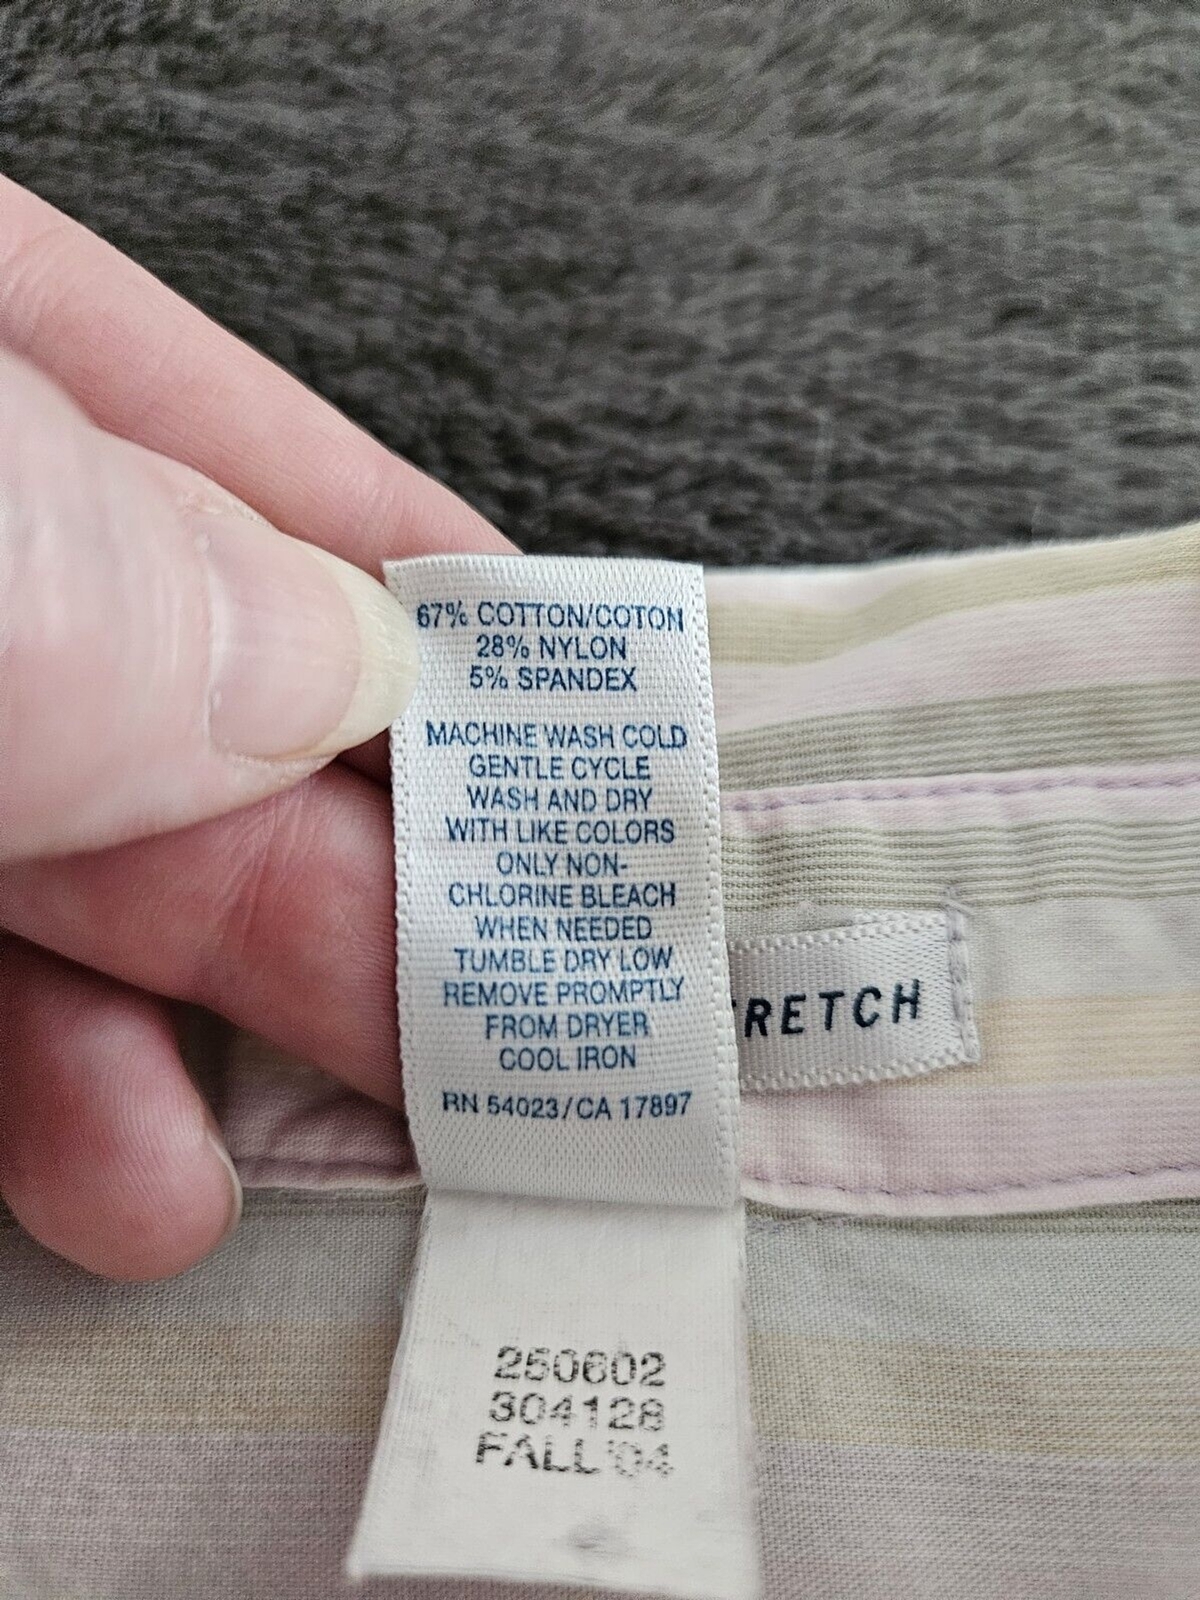 67% COTTON/COTON
28% NYLON
5% SPANDEX
MACHINE WASH COLD
GENTLE CYCLE
WASH AND DRY
WITH LIKE COLORS
ONLY NON-
CHLORINE BLEACH
WHEN NEEDED
TUMBLE DRY LOW
REMOVE PROMPTLY
FROM DRYER
COOL IRON
RN 54023/CA 17897
TRETCH
250602
304128
FALL '04